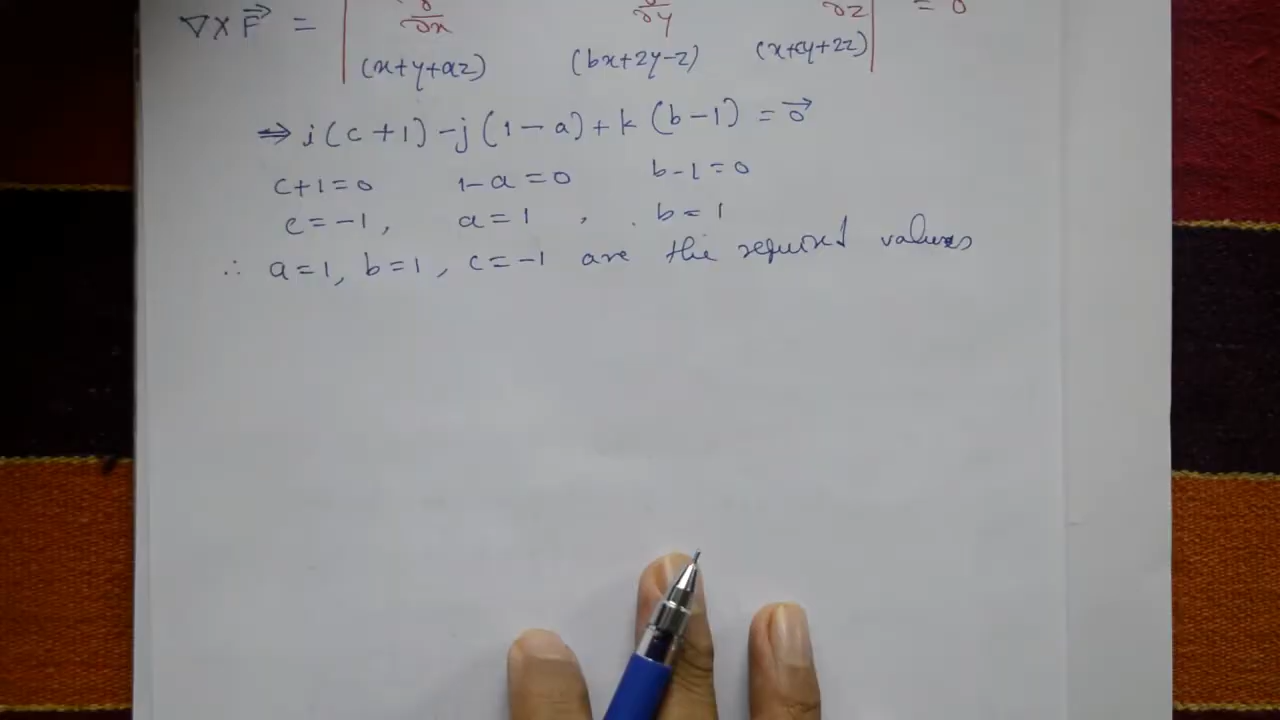 ∂/∂x ∂/∂y ∂z = 0
∇×F⃗ =
(x+y+az) (bx+2y-z) (x+cy+2z)
⇒ i(c+1) -j(1-a) + k(b-1) = 0⃗
c+1=0 1-a=0 b-1=0
c=-1, a=1, b=1
∴ a=1, b=1, c=-1 are the required values